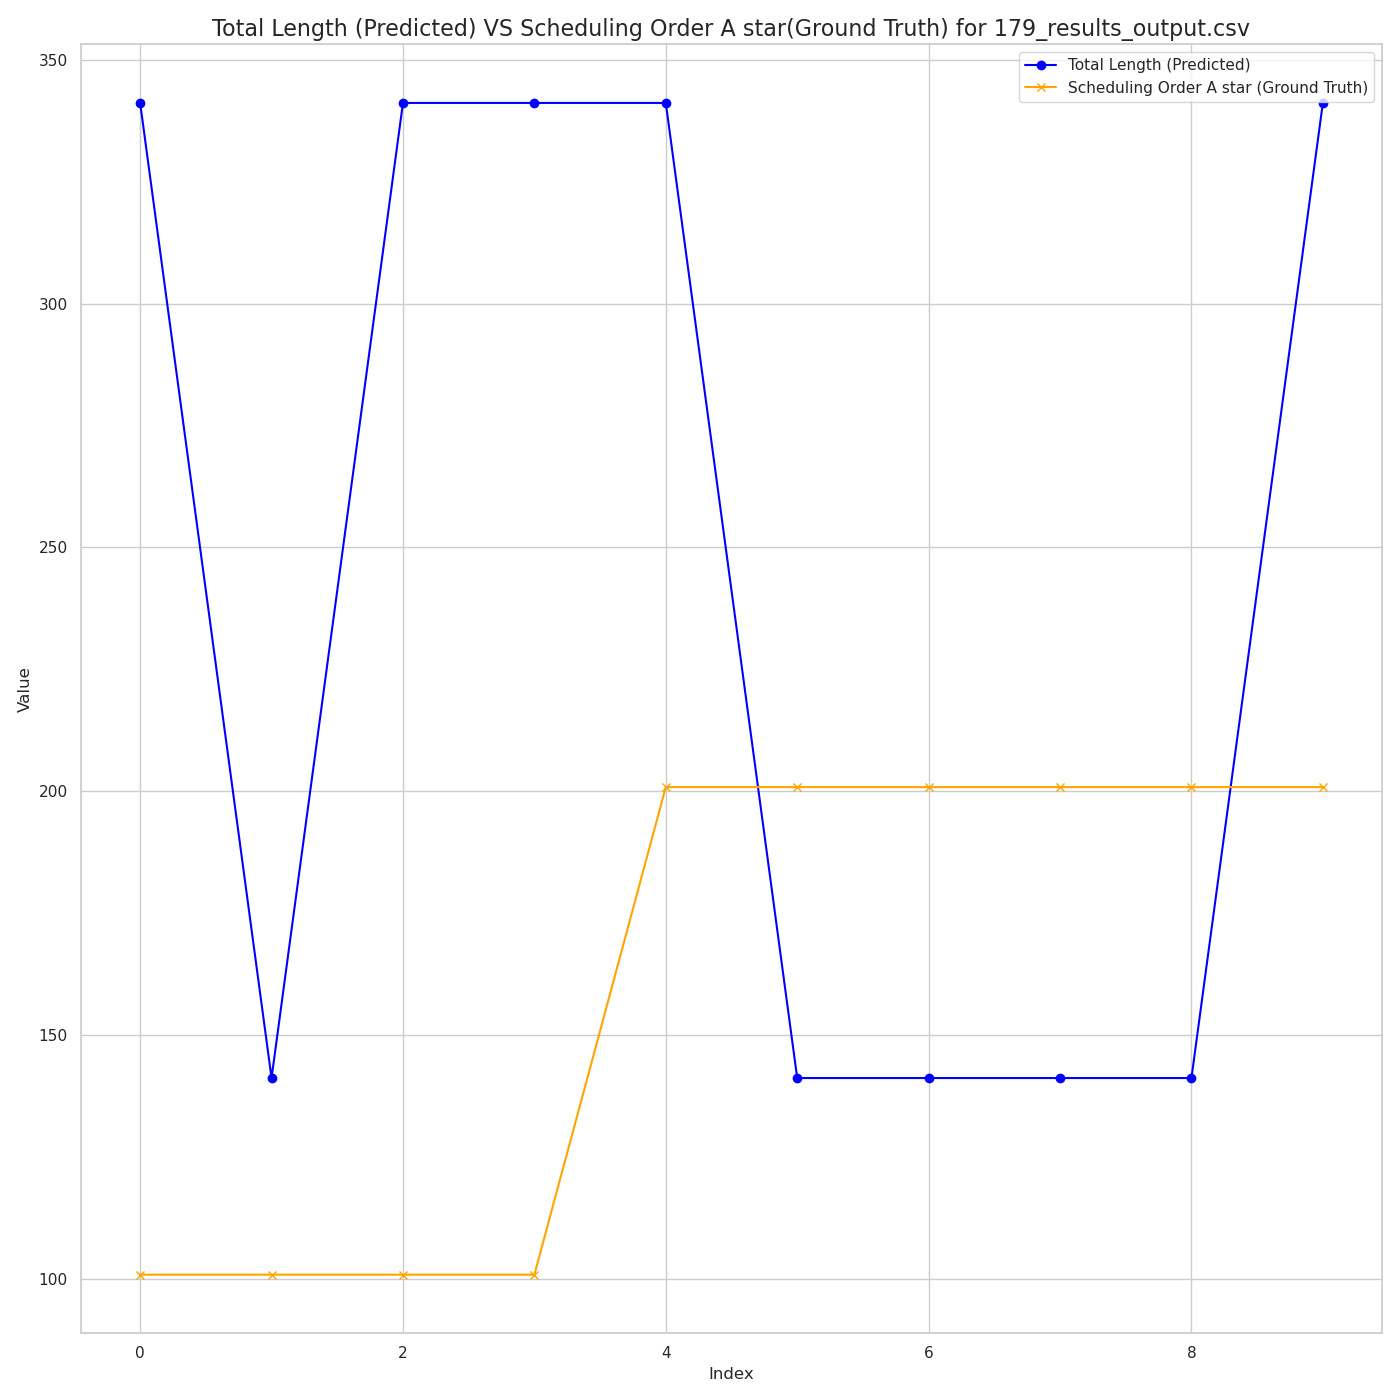 Total Length (Predicted) VS Scheduling Order A star(Ground Truth) for 179_results_output.csv
Total Length (Predicted)
Scheduling Order A star (Ground Truth)
350
300
250
200
150
100
Value
0 2 4 6 8
Index